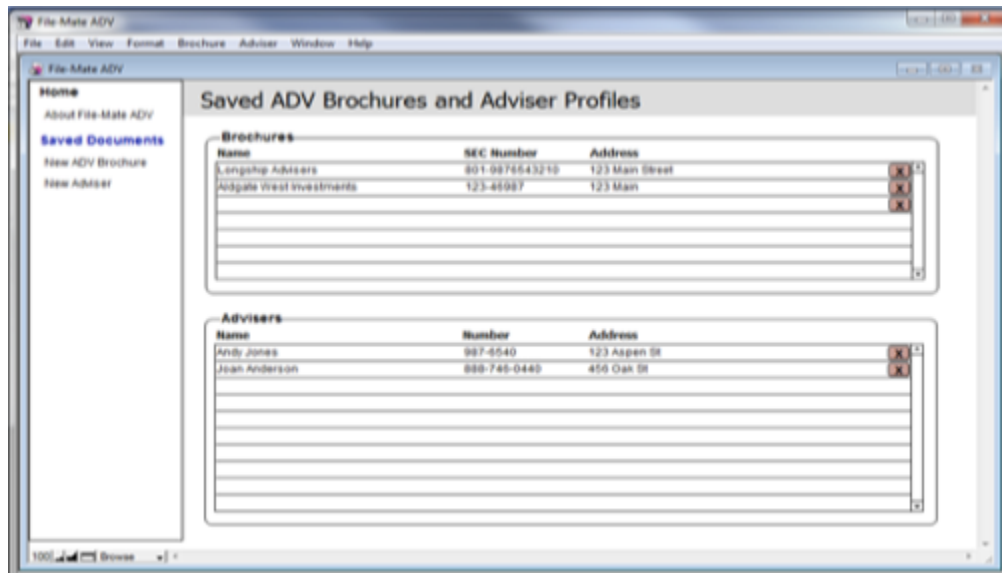 File-Mate ADV
File Edit View Format Brochure Adviser Window Help
File-Mate ADV
Home
About File-Mate ADV
Saved Documents
New ADV Brochure
New Adviser
Saved ADV Brochures and Adviser Profiles
Brochures
Name SEC Number Address
Longship Advisers 801-9876543210 123 Main Street X
Aldgate West Investments 123-46987 123 Main X
X
Advisers
Name Number Address
Andy Jones 987-6540 123 Aspen St X
Joan Anderson 888-746-0440 456 Oak St X
100 Browse